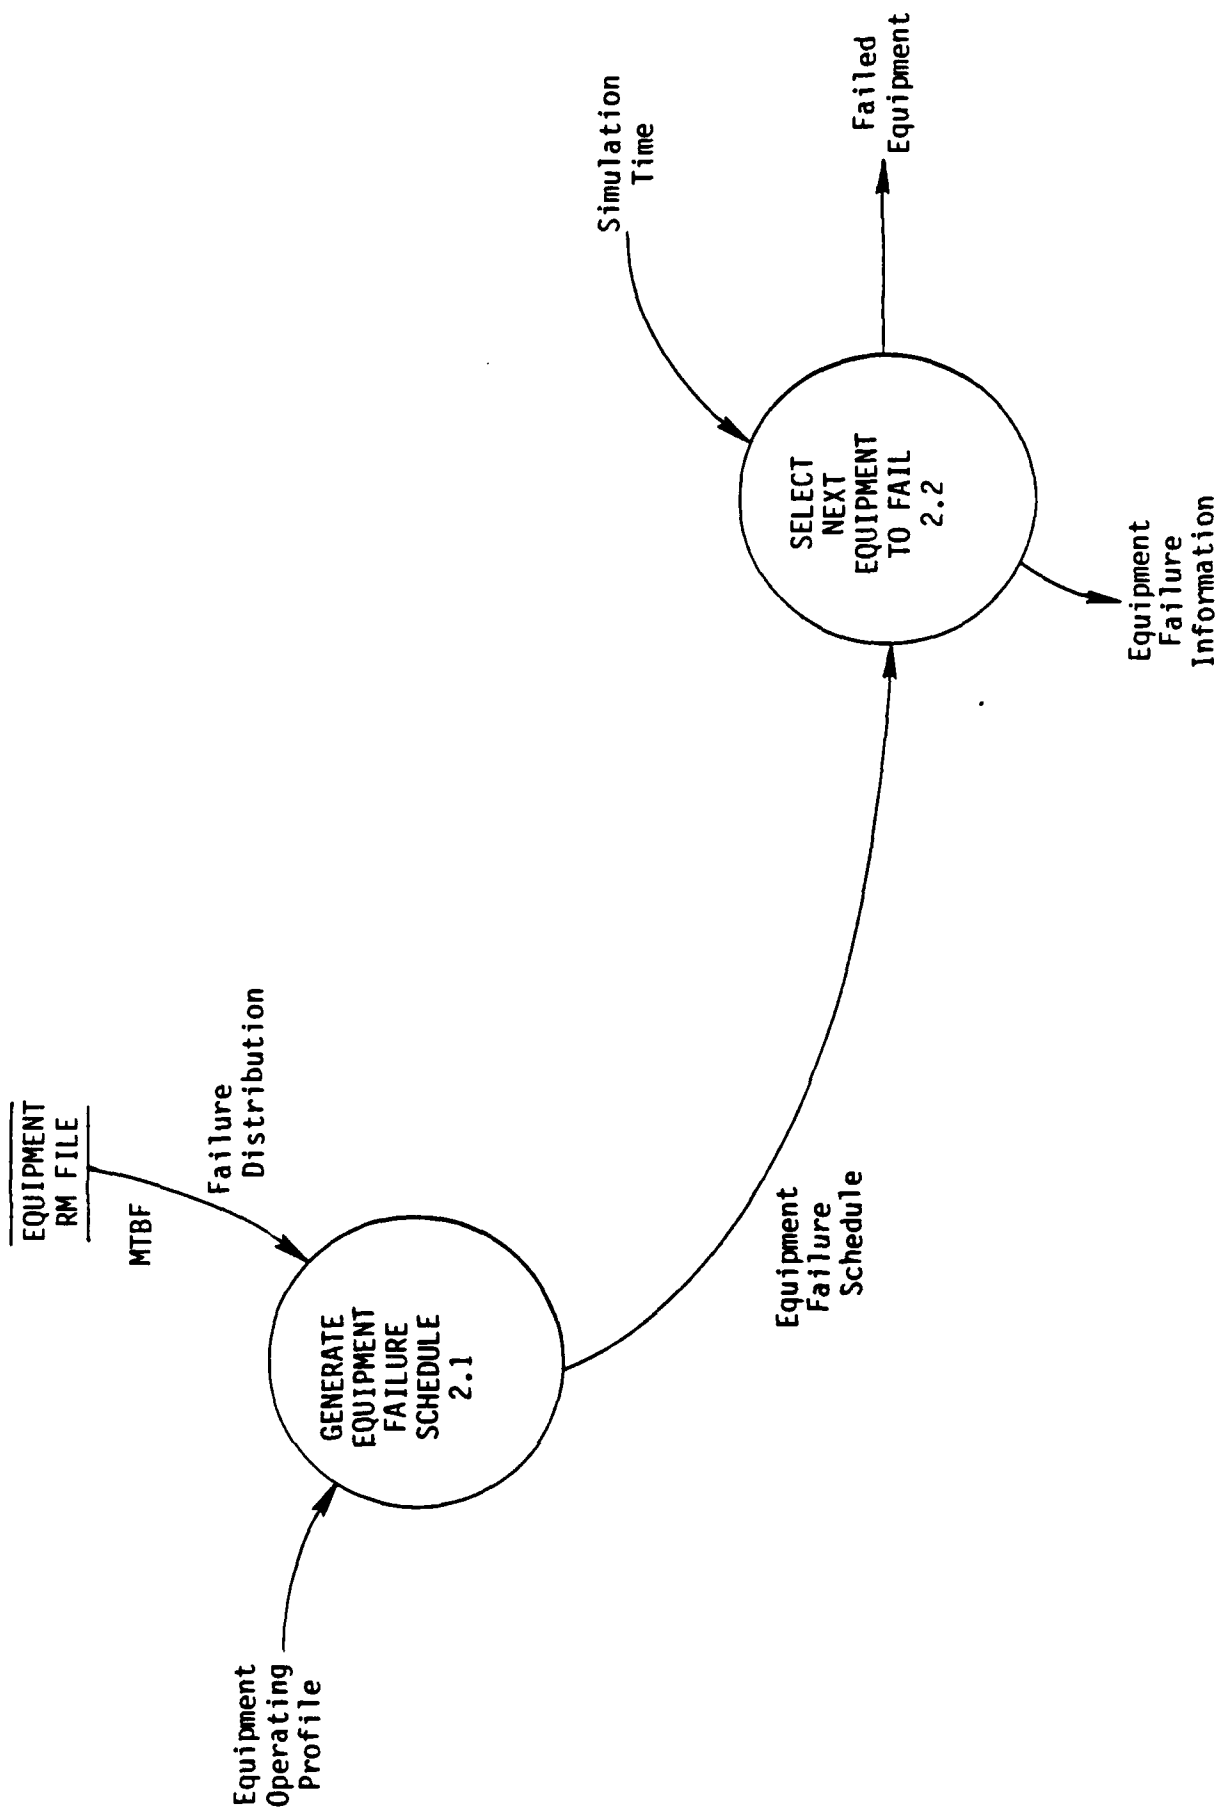 EQUIPMENT
RM FILE
MTBF
Failure
Distribution
Equipment
Operating
Profile
GENERATE
EQUIPMENT
FAILURE
SCHEDULE
2.1
Equipment
Failure
Schedule
Simulation
Time
SELECT
NEXT
EQUIPMENT
TO FAIL
2.2
Failed
Equipment
Equipment
Failure
Information